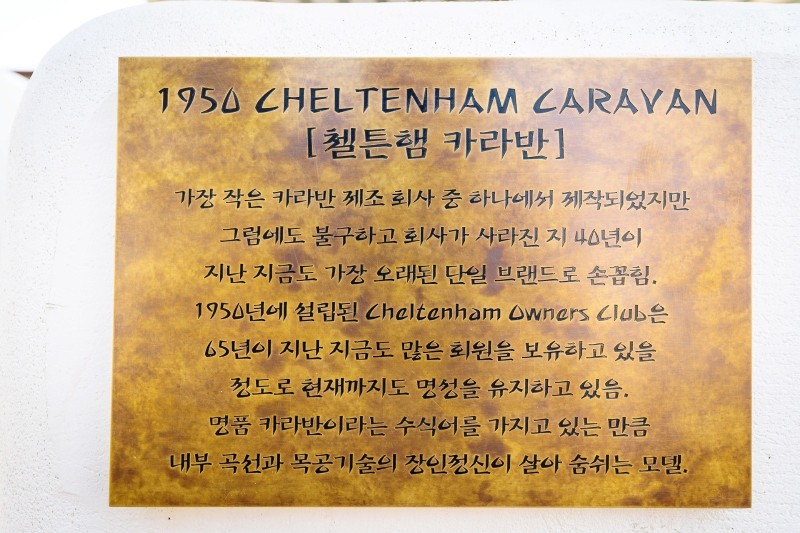 1950 CHELTENHAM CARAVAN
[첼튼햄 카라반]
가장 작은 카라반 제조 회사 중 하나에서 제작되었지만
그럼에도 불구하고 회사가 사라진 지 40년이
지난 지금도 가장 오래된 단일 브랜드로 손꼽힘.
1950년에 설립된 Cheltenham Owners Club은
65년이 지난 지금도 많은 회원을 보유하고 있을
정도로 현재까지도 명성을 유지하고 있음.
명품 카라반이라는 수식어를 가지고 있는 만큼
내부 곡선과 목공기술의 장인정신이 살아 숨쉬는 모델.